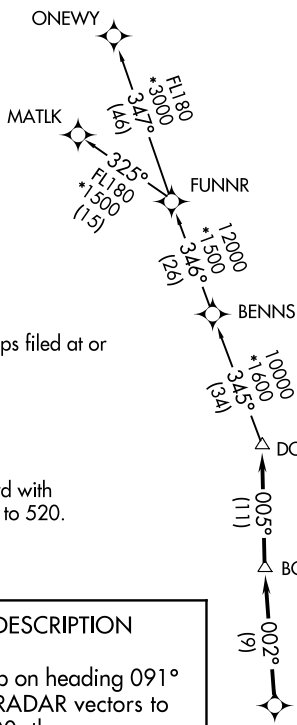 ONEWY
FL180
*3000
347°
(46)
MATLK
325°
FL180
*1500
(15)
FUNNR
12000
*1500
346°
(26)
BENNS
ps filed at or
10000
*1600
345°
(34)
DO
d with
to 520.
005°
(11)
BO
DESCRIPTION
002°
(9)
p on heading 091°
RADAR vectors to